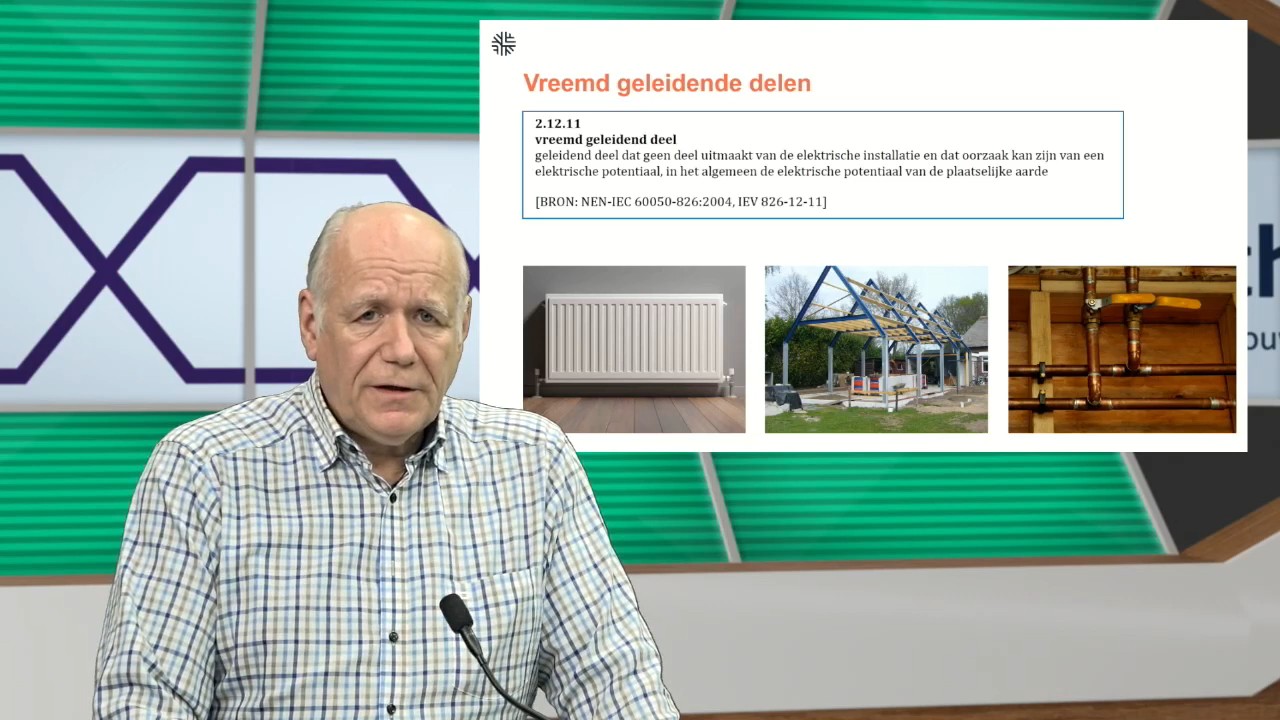 Vreemd geleidende delen
2.12.11
vreemd geleidend deel
geleidend deel dat geen deel uitmaakt van de elektrische installatie en dat oorzaak kan zijn van een
elektrische potentiaal, in het algemeen de elektrische potentiaal van de plaatselijke aarde
[BRON: NEN-IEC 60050-826:2004, IEV 826-12-11]